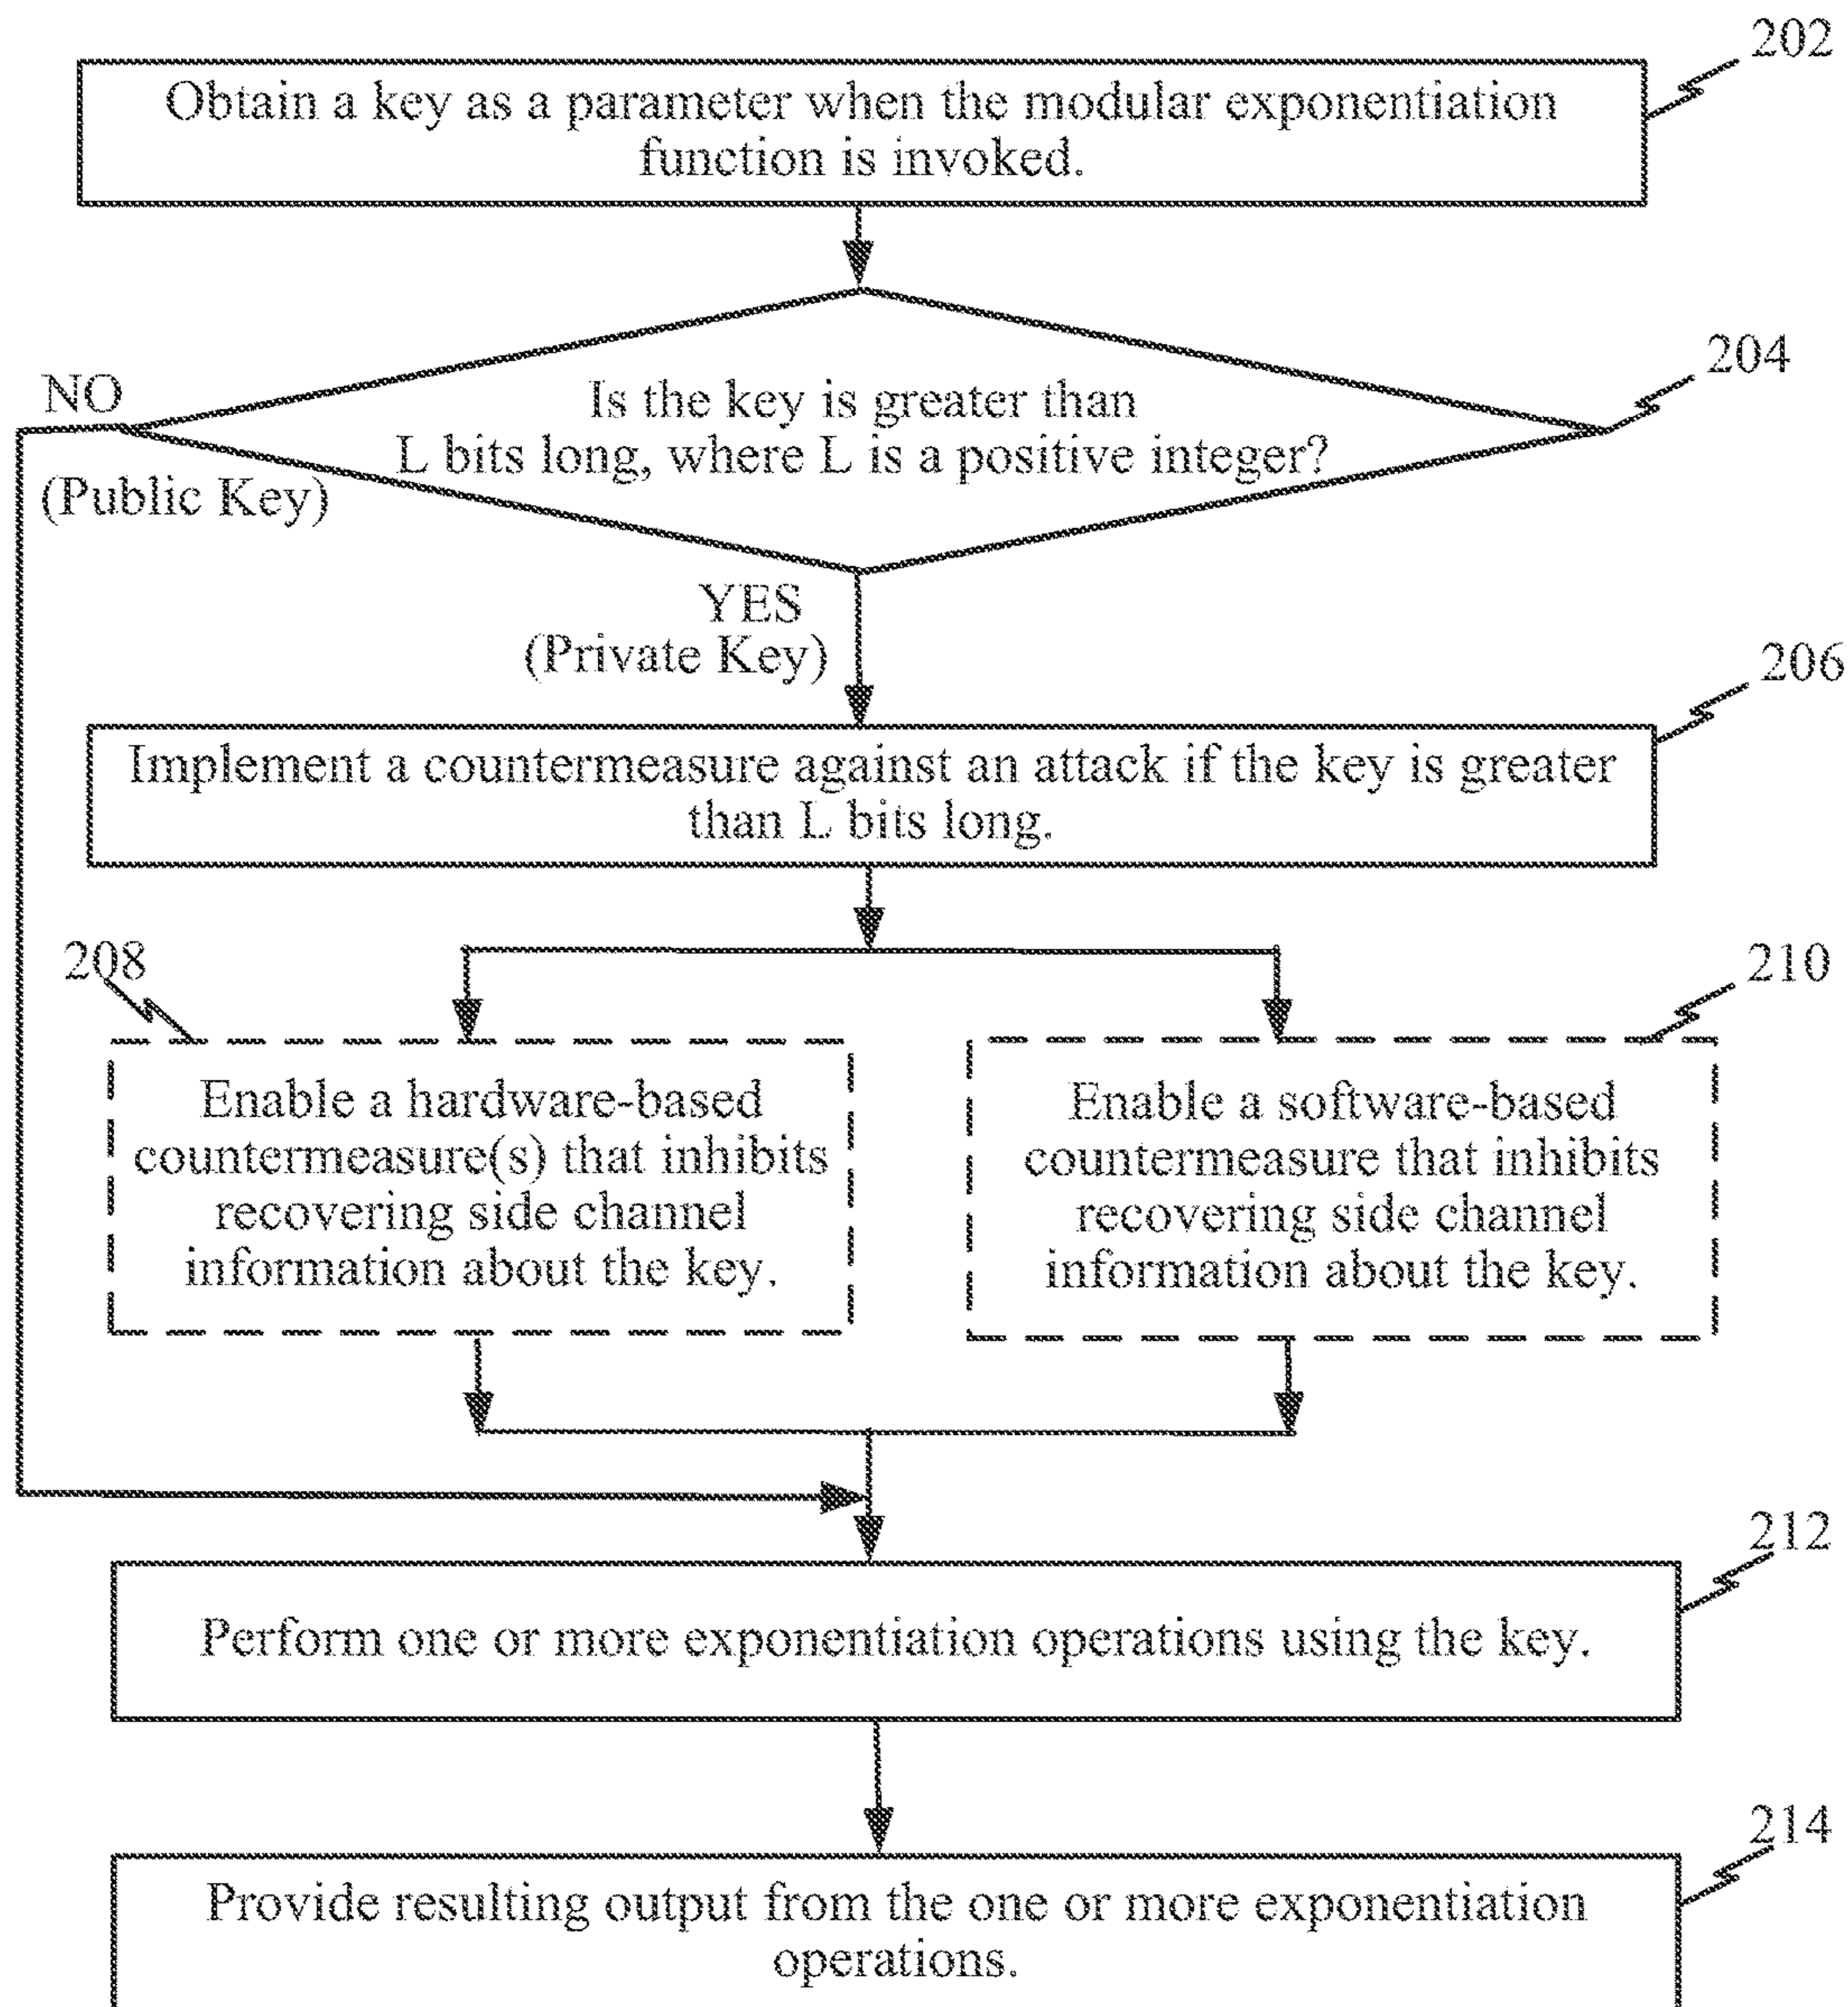 202
Obtain a key as a parameter when the modular exponentiation
function is invoked.
204
NO
(Public Key)
Is the key is greater than
L bits long, where L is a positive integer?
YES
(Private Key)
206
Implement a countermeasure against an attack if the key is greater
than L bits long.
208
210
Enable a hardware-based
countermeasure(s) that inhibits
recovering side channel
information about the key.
Enable a software-based
countermeasure that inhibits
recovering side channel
information about the key.
212
Perform one or more exponentiation operations using the key.
214
Provide resulting output from the one or more exponentiation
operations.